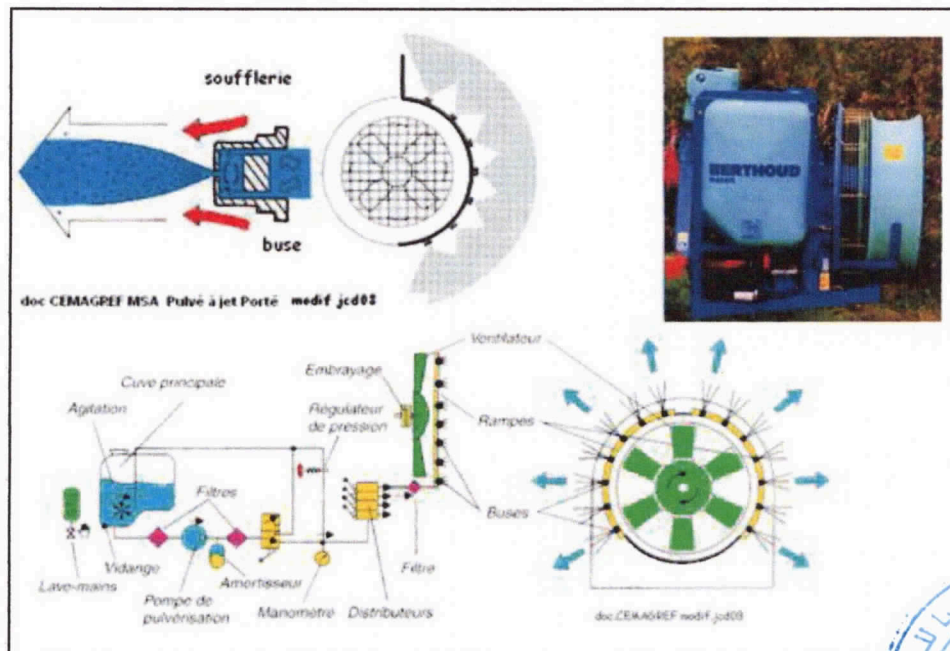 soufflerie
buse
doc CEMAGREF MSA Pulvé à jet Porté modif jcd03
BERTHOUD
Ventilateur
Embrayage
Cuve principale
Agitation
Régulateur
de pression
Rampes
Filtres
Buses
Lave-mains
Vidange
Amortisseur
Filtre
Pompe de
pulvérisation
Manomètre
Distributeurs
doc.CEMAGREF modif.jcd03